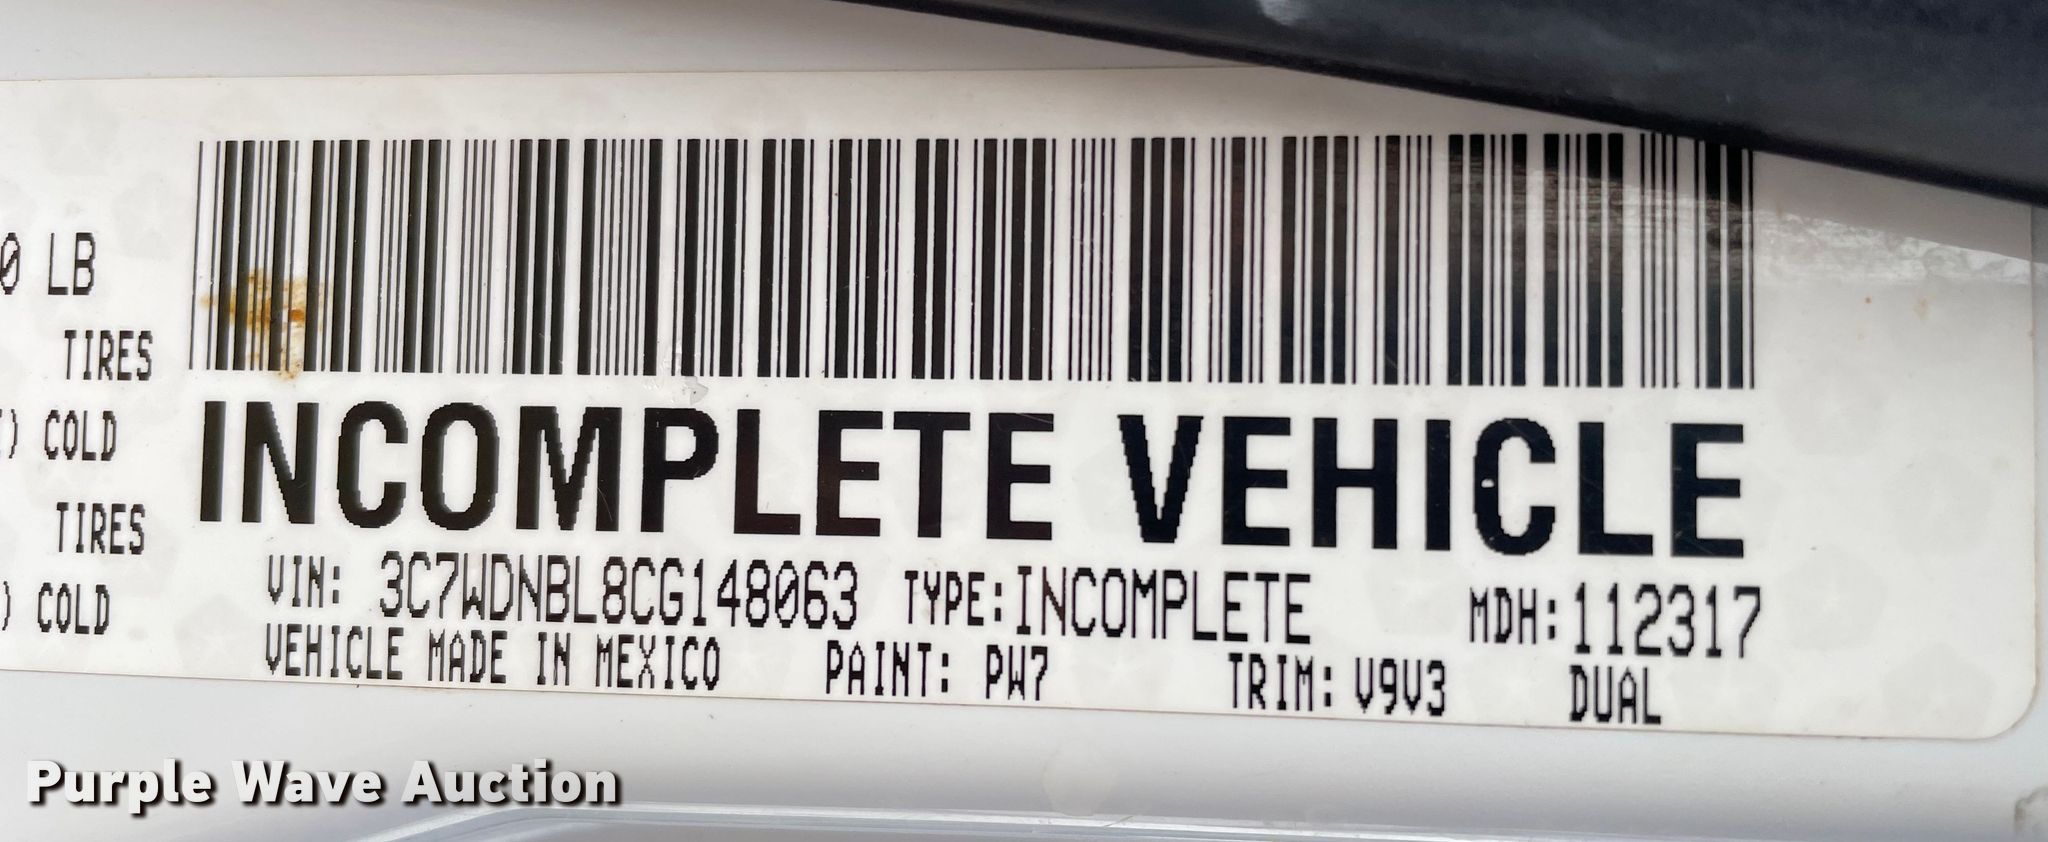 0 LB
TIRES
) COLD
TIRES
) COLD
INCOMPLETE VEHICLE
VIN: 3C7WDNBL8CG148063 TYPE:INCOMPLETE MDH:112317
VEHICLE MADE IN MEXICO PAINT: PW7 TRIM: V9V3 DUAL
Purple Wave Auction